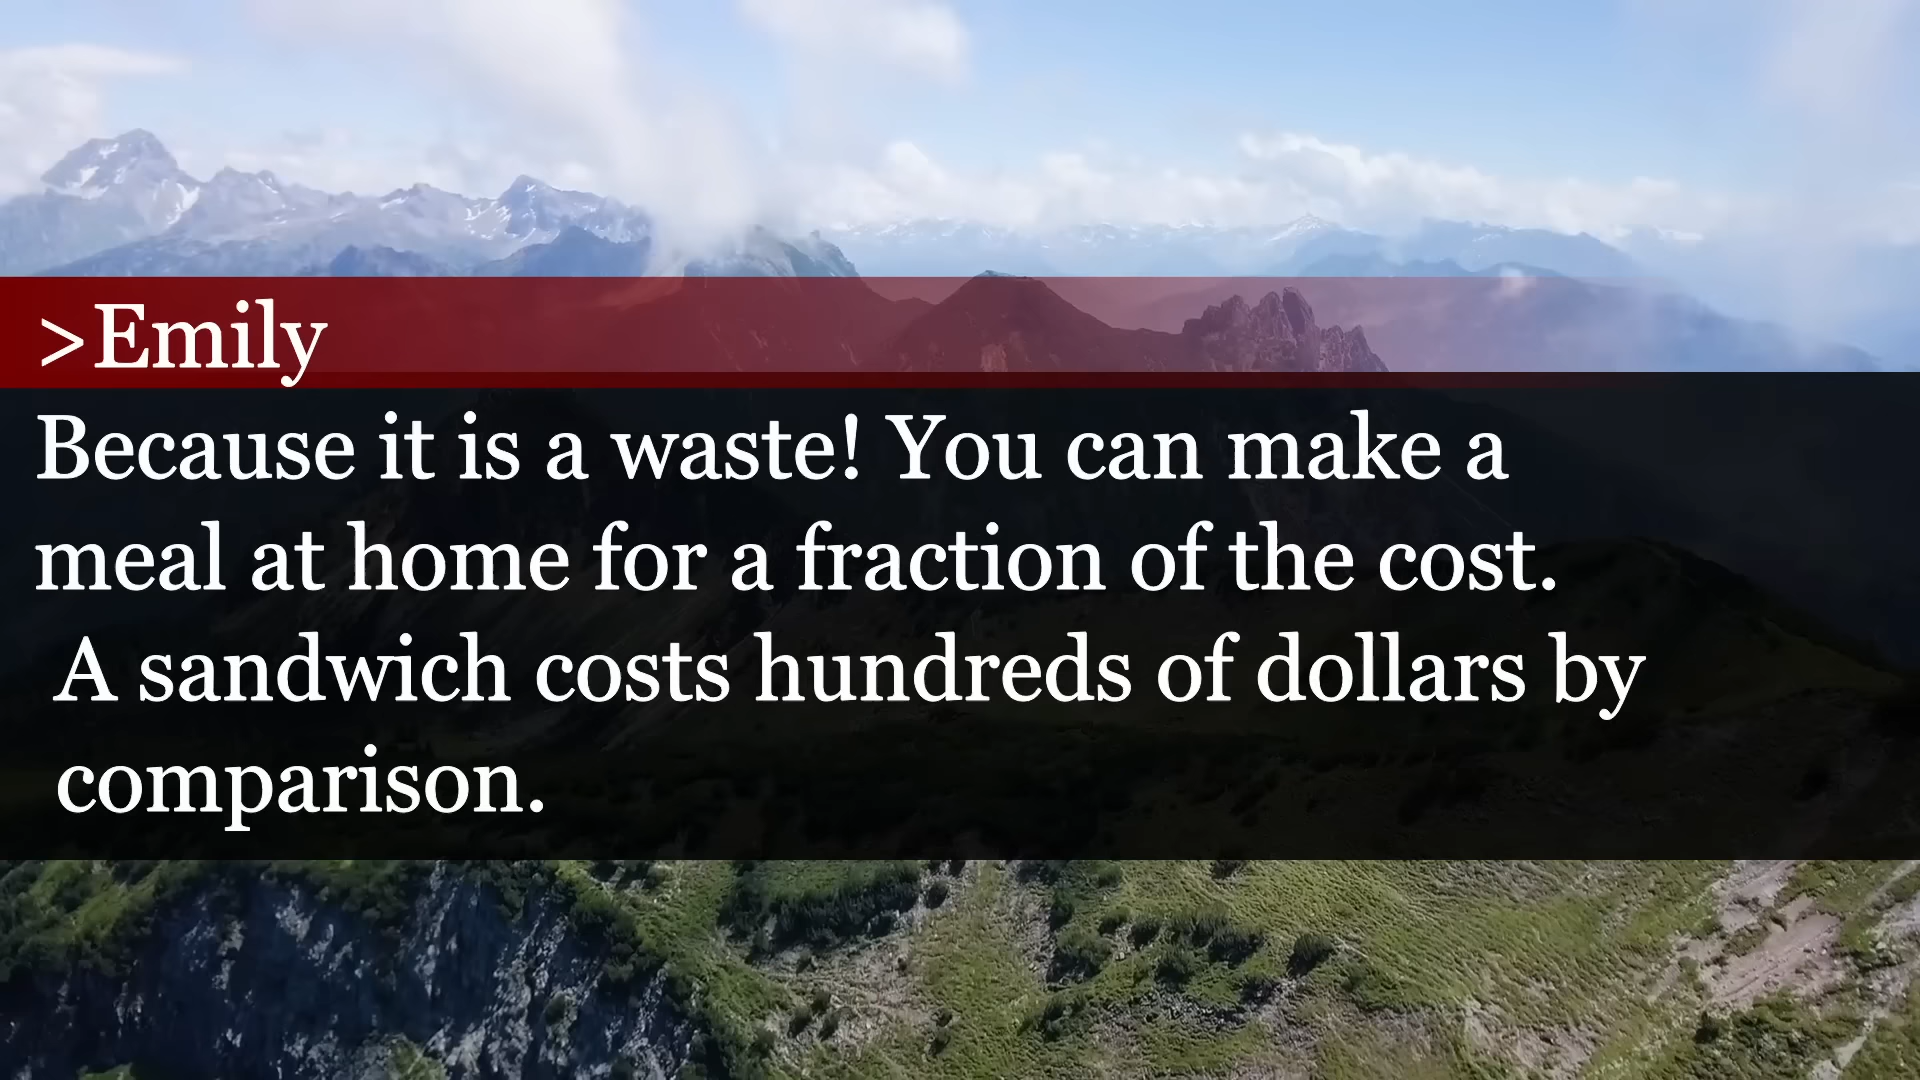 >Emily
Because it is a waste! You can make a
meal at home for a fraction of the cost.
A sandwich costs hundreds of dollars by
comparison.